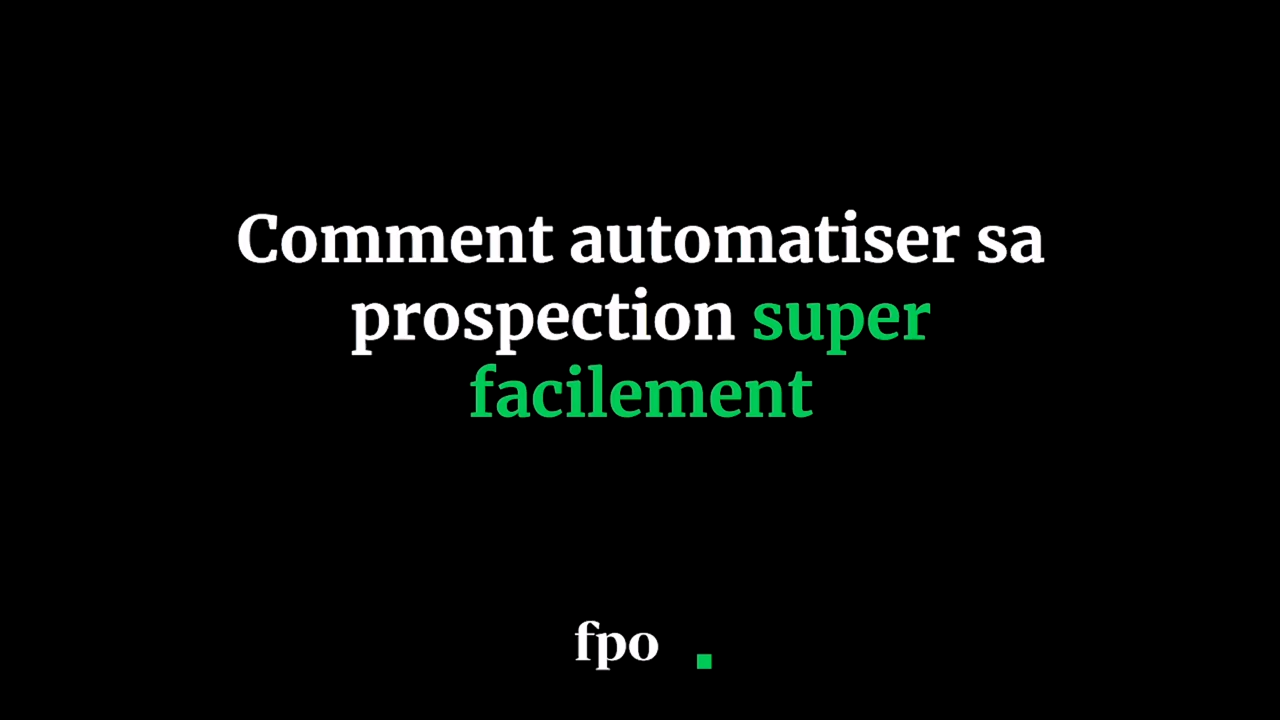 Comment automatiser sa
prospection super
facilement
fpo .